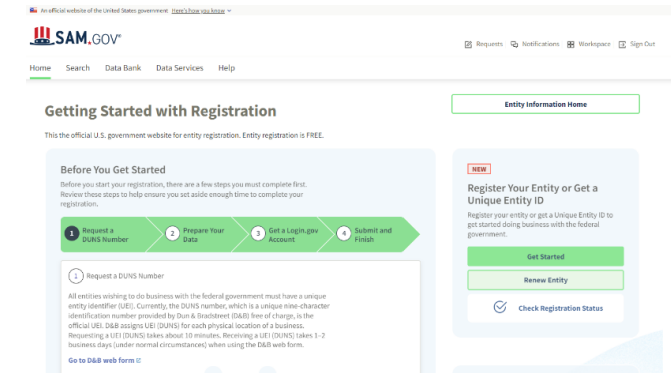 An official website of the United States government Here's how you know
SAM.GOV®
Requests Notifications Workspace Sign Out
Home Search Data Bank Data Services Help
Getting Started with Registration
Entity Information Home
This the official U.S. government website for entity registration. Entity registration is FREE.
Before You Get Started
Before you start your registration, there are a few steps you must complete first.
Review these steps to help ensure you set aside enough time to complete your
registration.
1 Request a
DUNS Number
2 Prepare Your
Data
3 Get a Login.gov
Account
4 Submit and
Finish
1 Request a DUNS Number
All entities wishing to do business with the federal government must have a unique
entity identifier (UEI). Currently, the DUNS number, which is a unique nine-character
identification number provided by Dun & Bradstreet (D&B) free of charge, is the
official UEI. D&B assigns UEI (DUNS) for each physical location of a business.
Requesting a UEI (DUNS) takes about 10 minutes. Receiving a UEI (DUNS) takes 1-2
business days (under normal circumstances) when using the D&B web form.
Go to D&B web form
NEW
Register Your Entity or Get a
Unique Entity ID
Register your entity or get a Unique Entity ID to
get started doing business with the federal
government.
Get Started
Renew Entity
Check Registration Status